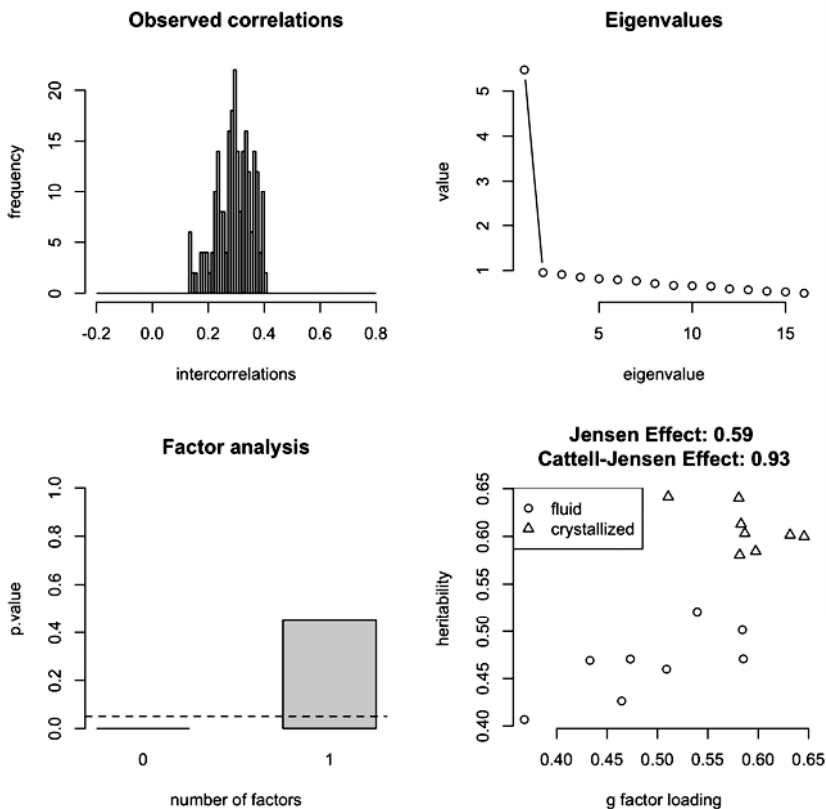 Observed correlations
frequency
0 5 10 15 20
-0.2 0.0 0.2 0.4 0.6 0.8
intercorrelations
Eigenvalues
value
1 2 3 4 5
5 10 15
eigenvalue
Factor analysis
p.value
0.0 0.2 0.4 0.6 0.8 1.0
0 1
number of factors
Jensen Effect: 0.59
Cattell-Jensen Effect: 0.93
heritability
0.40 0.45 0.50 0.55 0.60 0.65
fluid
crystallized
0.40 0.45 0.50 0.55 0.60 0.65
g factor loading